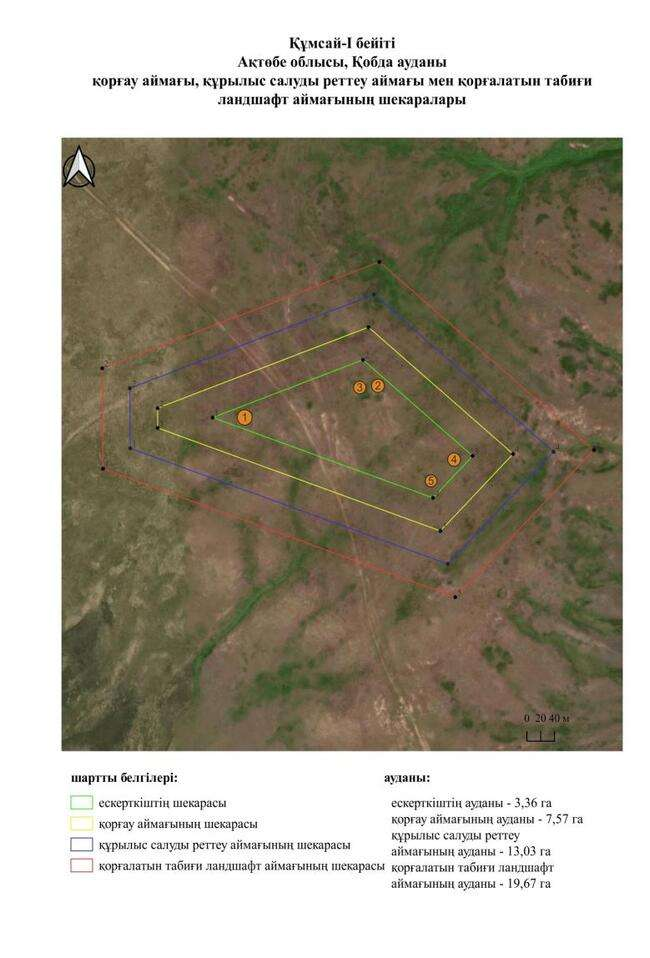 Құмсай-I бейіті
Ақтөбе облысы, Қобда ауданы
қорғау аймағы, құрылыс салуды реттеу аймағы мен қорғалатын табиғи
ландшафт аймағының шекаралары
3 2
1
4
5
0 20 40 м
шартты белгілері:
ескерткіштің шекарасы
қорғау аймағының шекарасы
құрылыс салуды реттеу аймағының шекарасы
қорғалатын табиғи ландшафт аймағының шекарасы
ауданы:
ескерткіштің ауданы - 3,36 га
қорғау аймағының ауданы - 7,57 га
құрылыс салуды реттеу
аймағының ауданы - 13,03 га
қорғалатын табиғи ландшафт
аймағының ауданы - 19,67 га